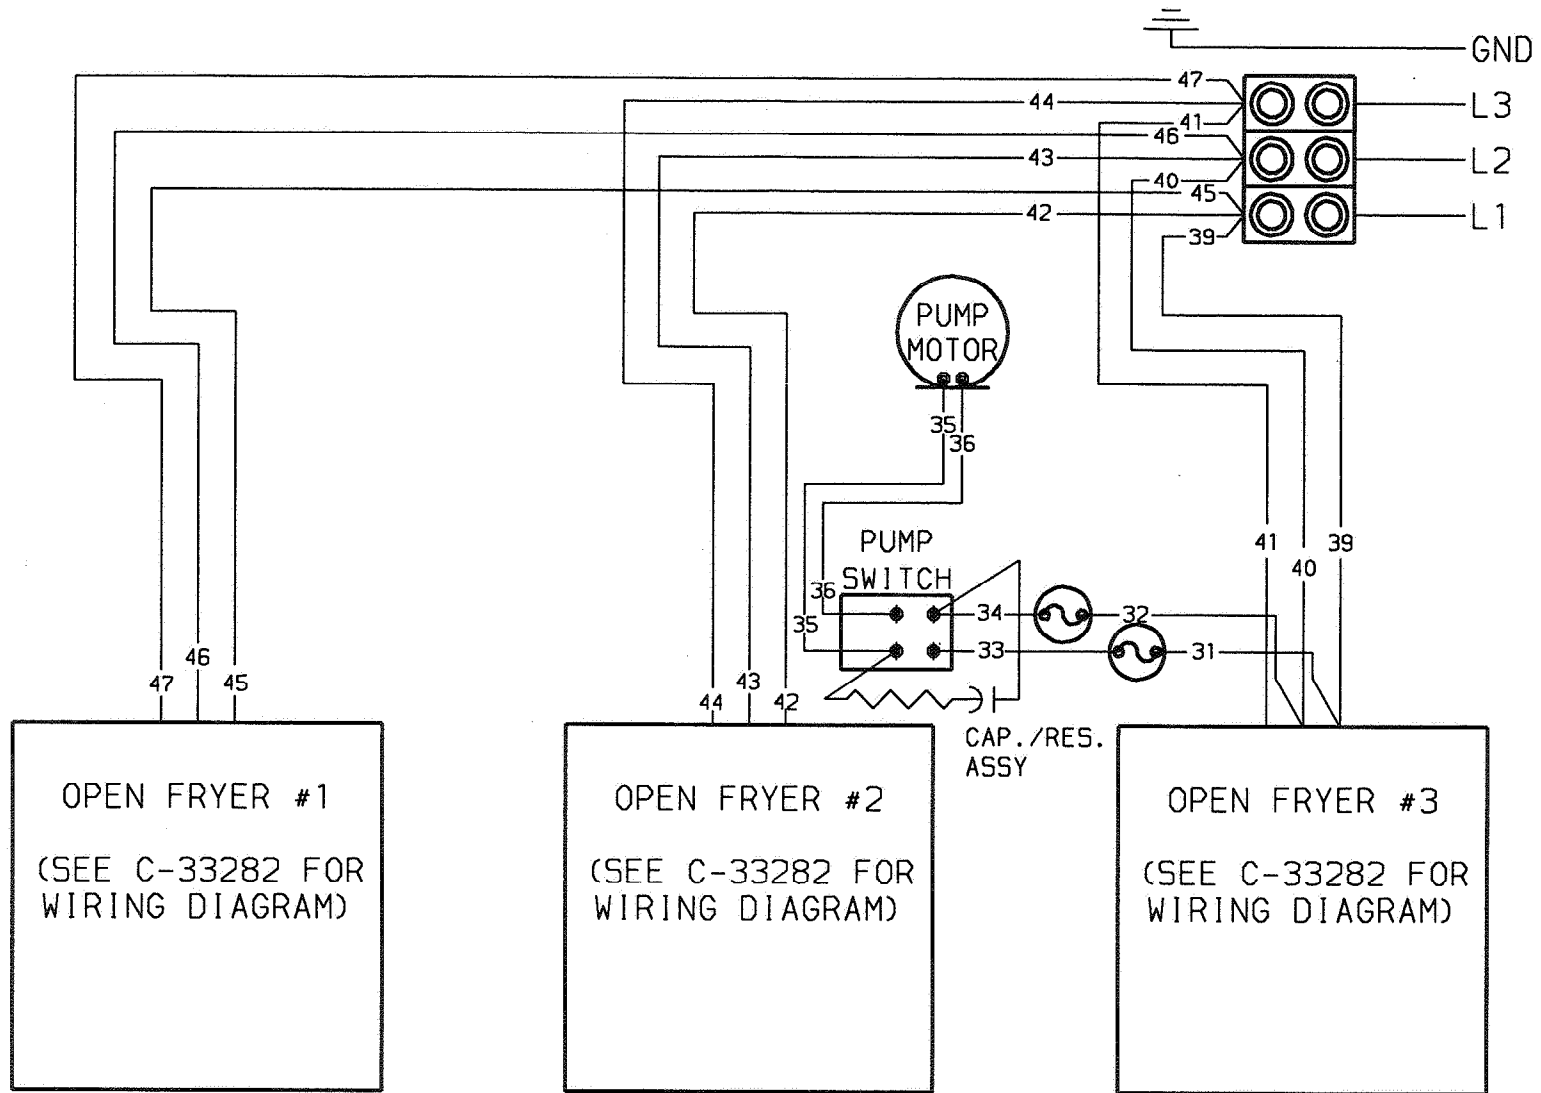 GND
47
L3
44
41
46
43
L2
40
45
42
L1
39
PUMP
MOTOR
35
36
PUMP
SWITCH
41
39
40
36
34
32
35
33
31
46
47
45
43
44
42
CAP./RES.
ASSY
OPEN FRYER #1
(SEE C-33282 FOR
WIRING DIAGRAM)
OPEN FRYER #2
(SEE C-33282 FOR
WIRING DIAGRAM)
OPEN FRYER #3
(SEE C-33282 FOR
WIRING DIAGRAM)